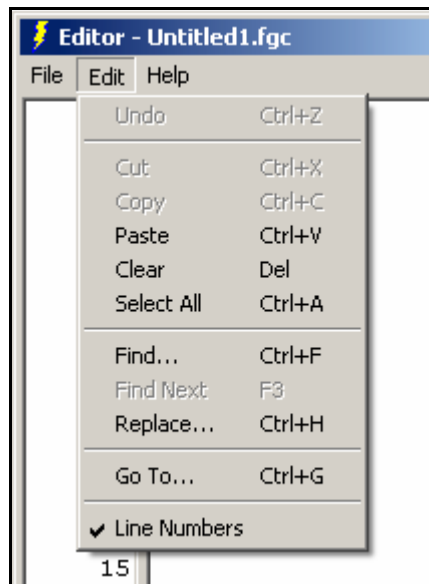 Editor - Untitled1.fgc
File Edit Help
Undo Ctrl+Z
Cut Ctrl+X
Copy Ctrl+C
Paste Ctrl+V
Clear Del
Select All Ctrl+A
Find... Ctrl+F
Find Next F3
Replace... Ctrl+H
Go To... Ctrl+G
Line Numbers
15